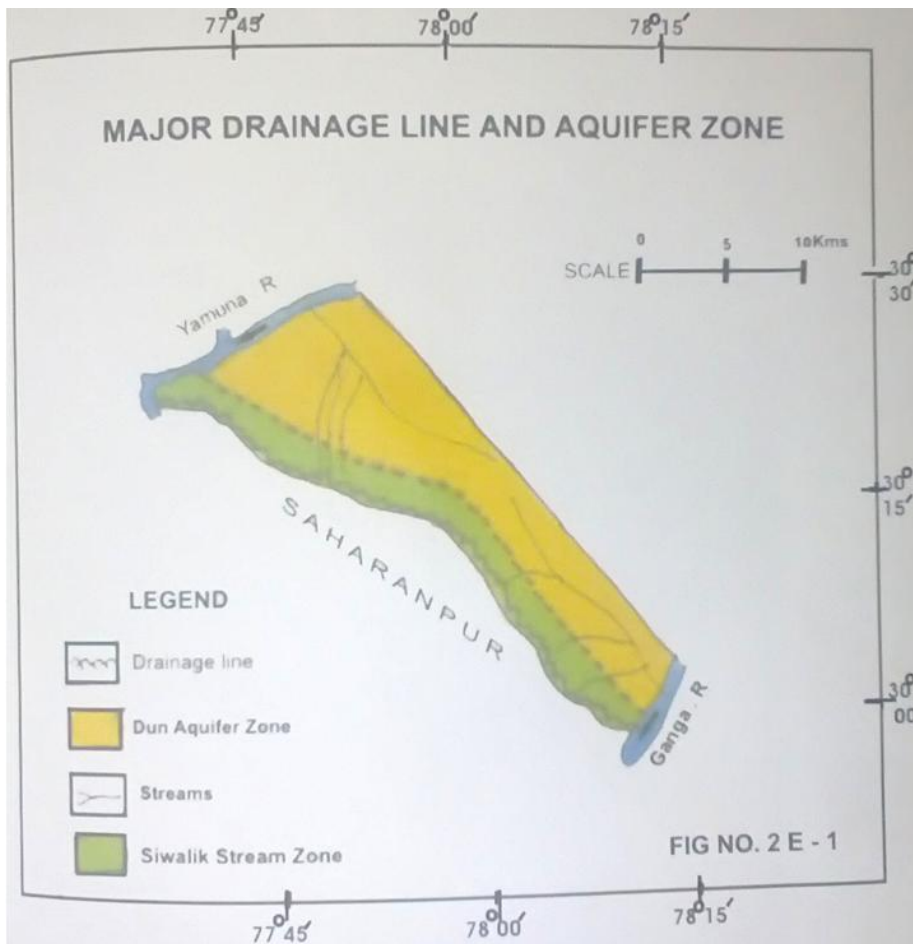 77°45′ 78°00′ 78°15′
MAJOR DRAINAGE LINE AND AQUIFER ZONE
0 5 10Kms
SCALE
30°
30′
Yamuna R
30°
15′
SAHARANPUR
LEGEND
Drainage line
Dun Aquifer Zone
Streams
Siwalik Stream Zone
30°
00
Ganga. R
FIG NO. 2 E - 1
77°45′ 78°00′ 78°15′